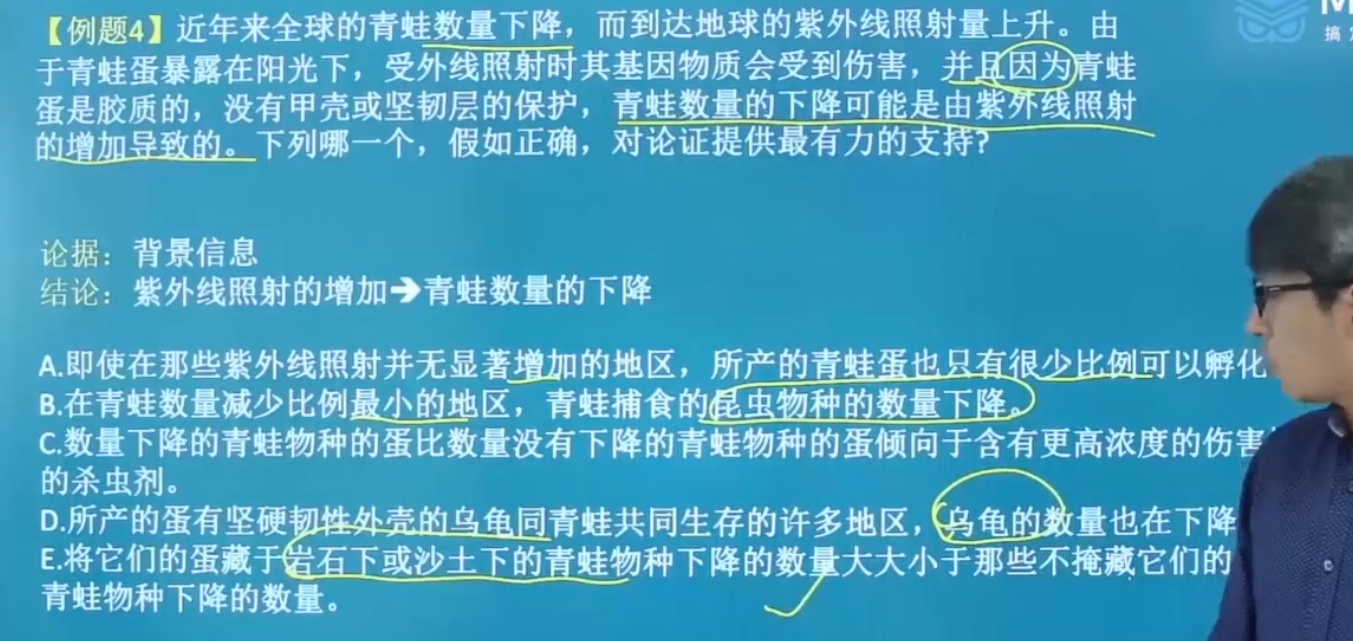 【例题4】近年来全球的青蛙数量下降，而到达地球的紫外线照射量上升。由
于青蛙蛋暴露在阳光下，受外线照射时其基因物质会受到伤害，并且因为青蛙
蛋是胶质的，没有甲壳或坚韧层的保护，青蛙数量的下降可能是由紫外线照射
的增加导致的。下列哪一个，假如正确，对论证提供最有力的支持?
论据：背景信息
结论：紫外线照射的增加➔青蛙数量的下降
A.即使在那些紫外线照射并无显著增加的地区，所产的青蛙蛋也只有很少比例可以孵化
B.在青蛙数量减少比例最小的地区，青蛙捕食的昆虫物种的数量下降。
C.数量下降的青蛙物种的蛋比数量没有下降的青蛙物种的蛋倾向于含有更高浓度的伤害
的杀虫剂。
D.所产的蛋有坚硬韧性外壳的乌龟同青蛙共同生存的许多地区，乌龟的数量也在下降
E.将它们的蛋藏于岩石下或沙土下的青蛙物种下降的数量大大小于那些不掩藏它们的
青蛙物种下降的数量。
搞